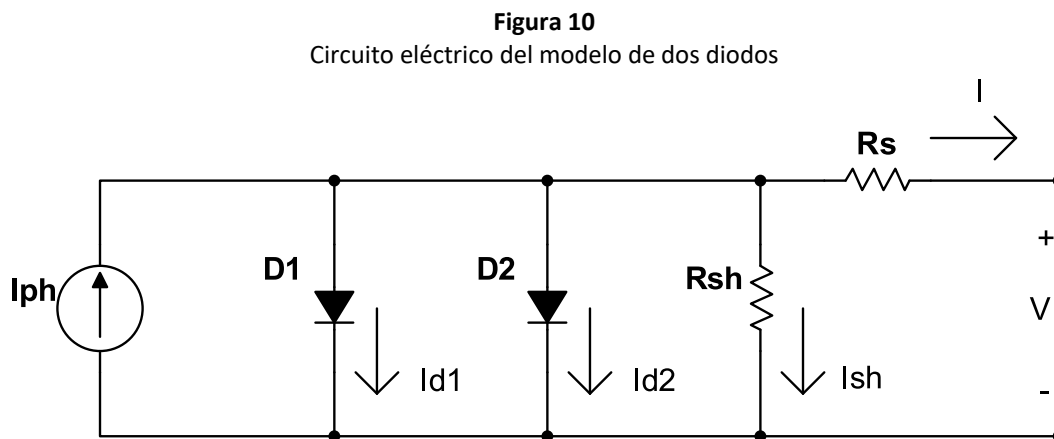 Figura 10
Circuito eléctrico del modelo de dos diodos
I
Rs
D1
D2
Rsh
+
Iph
V
Id1
Id2
Ish
-